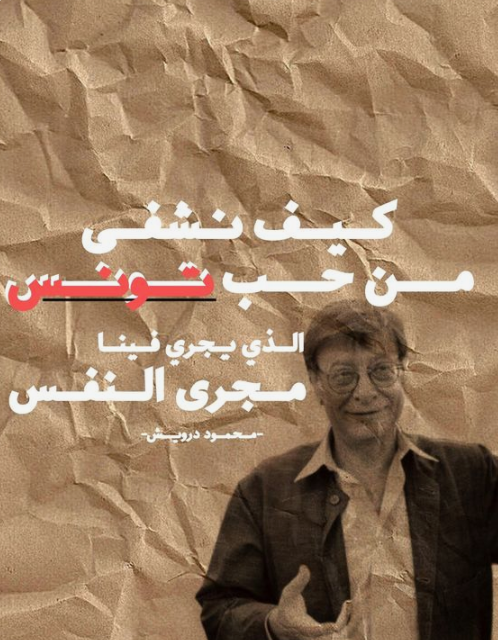 كيف نشفى
من حب تونس
الذي يجري فينا
مجرى النفس
-محمود درويش-